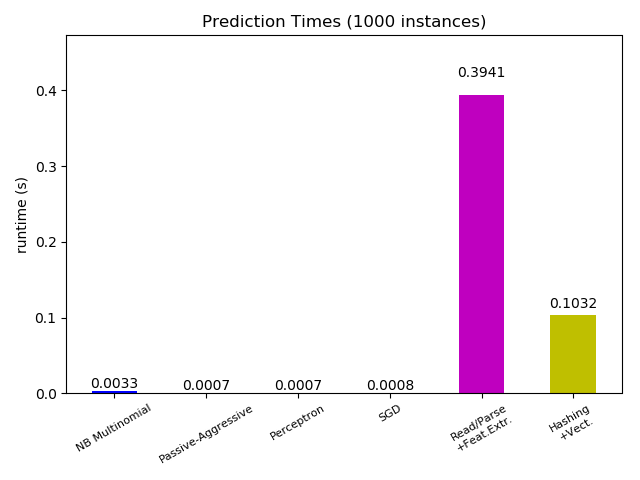 Prediction Times (1000 instances)
runtime (s)
0.4
0.3
0.2
0.1
0.0
0.0033
0.0007
0.0007
0.0008
0.3941
0.1032
NB Multinomial
Passive-Aggressive
Perceptron
SGD
Read/Parse
+Feat.Extr.
Hashing
+Vect.